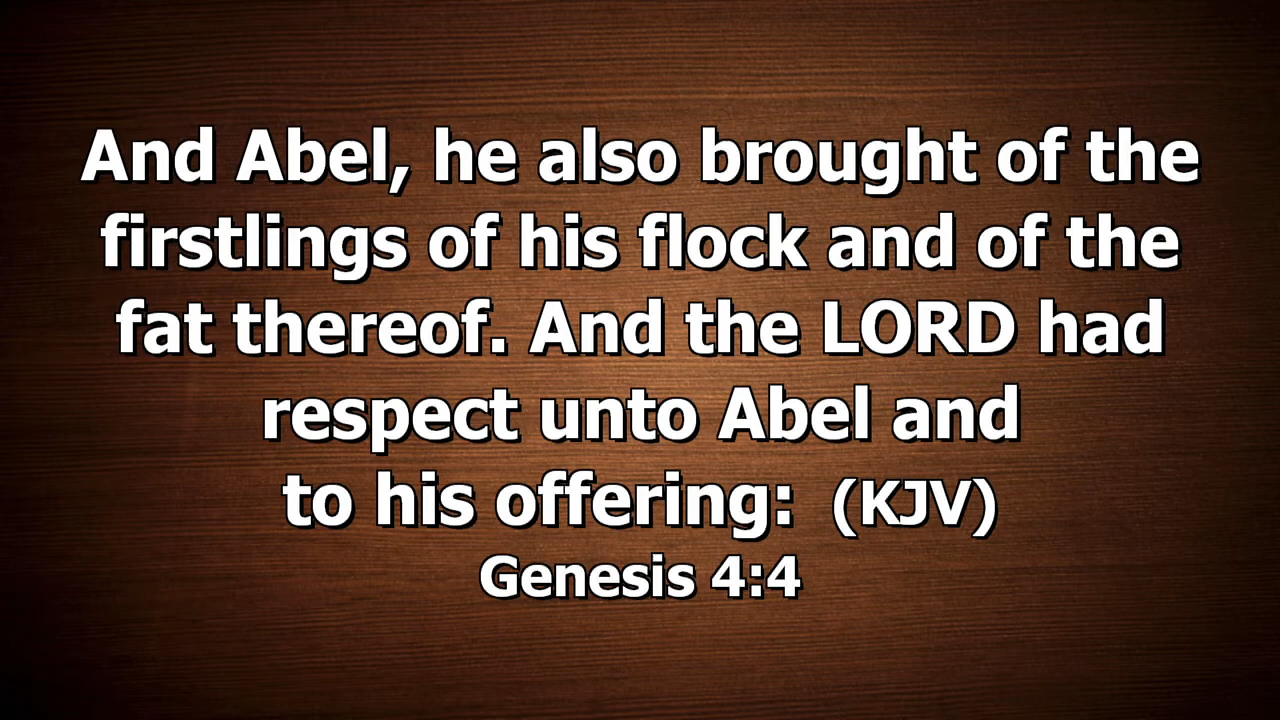 And Abel, he also brought of the
firstlings of his flock and of the
fat thereof. And the LORD had
respect unto Abel and
to his offering: (KJV)
Genesis 4:4